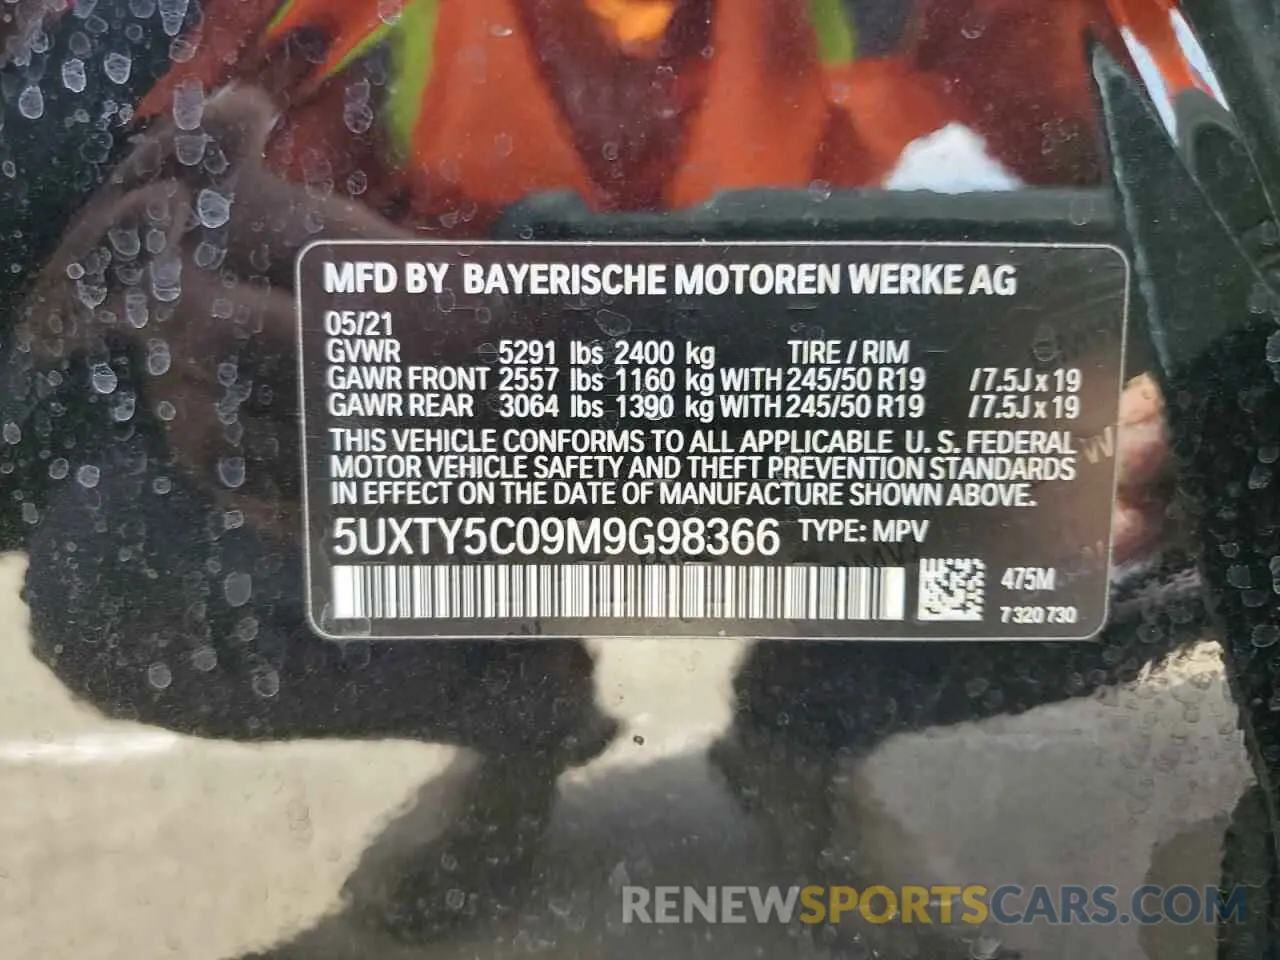 MFD BY BAYERISCHE MOTOREN WERKE AG
05/21
GVWR 5291 lbs 2400 kg TIRE / RIM
GAWR FRONT 2557 lbs 1160 kg WITH 245/50 R19 /7.5J x 19
GAWR REAR 3064 lbs 1390 kg WITH 245/50 R19 /7.5J x 19
THIS VEHICLE CONFORMS TO ALL APPLICABLE U. S. FEDERAL
MOTOR VEHICLE SAFETY AND THEFT PREVENTION STANDARDS
IN EFFECT ON THE DATE OF MANUFACTURE SHOWN ABOVE.
5UXTY5C09M9G98366 TYPE: MPV
475M
7 320 730
RENEWSPORTSCARS.COM